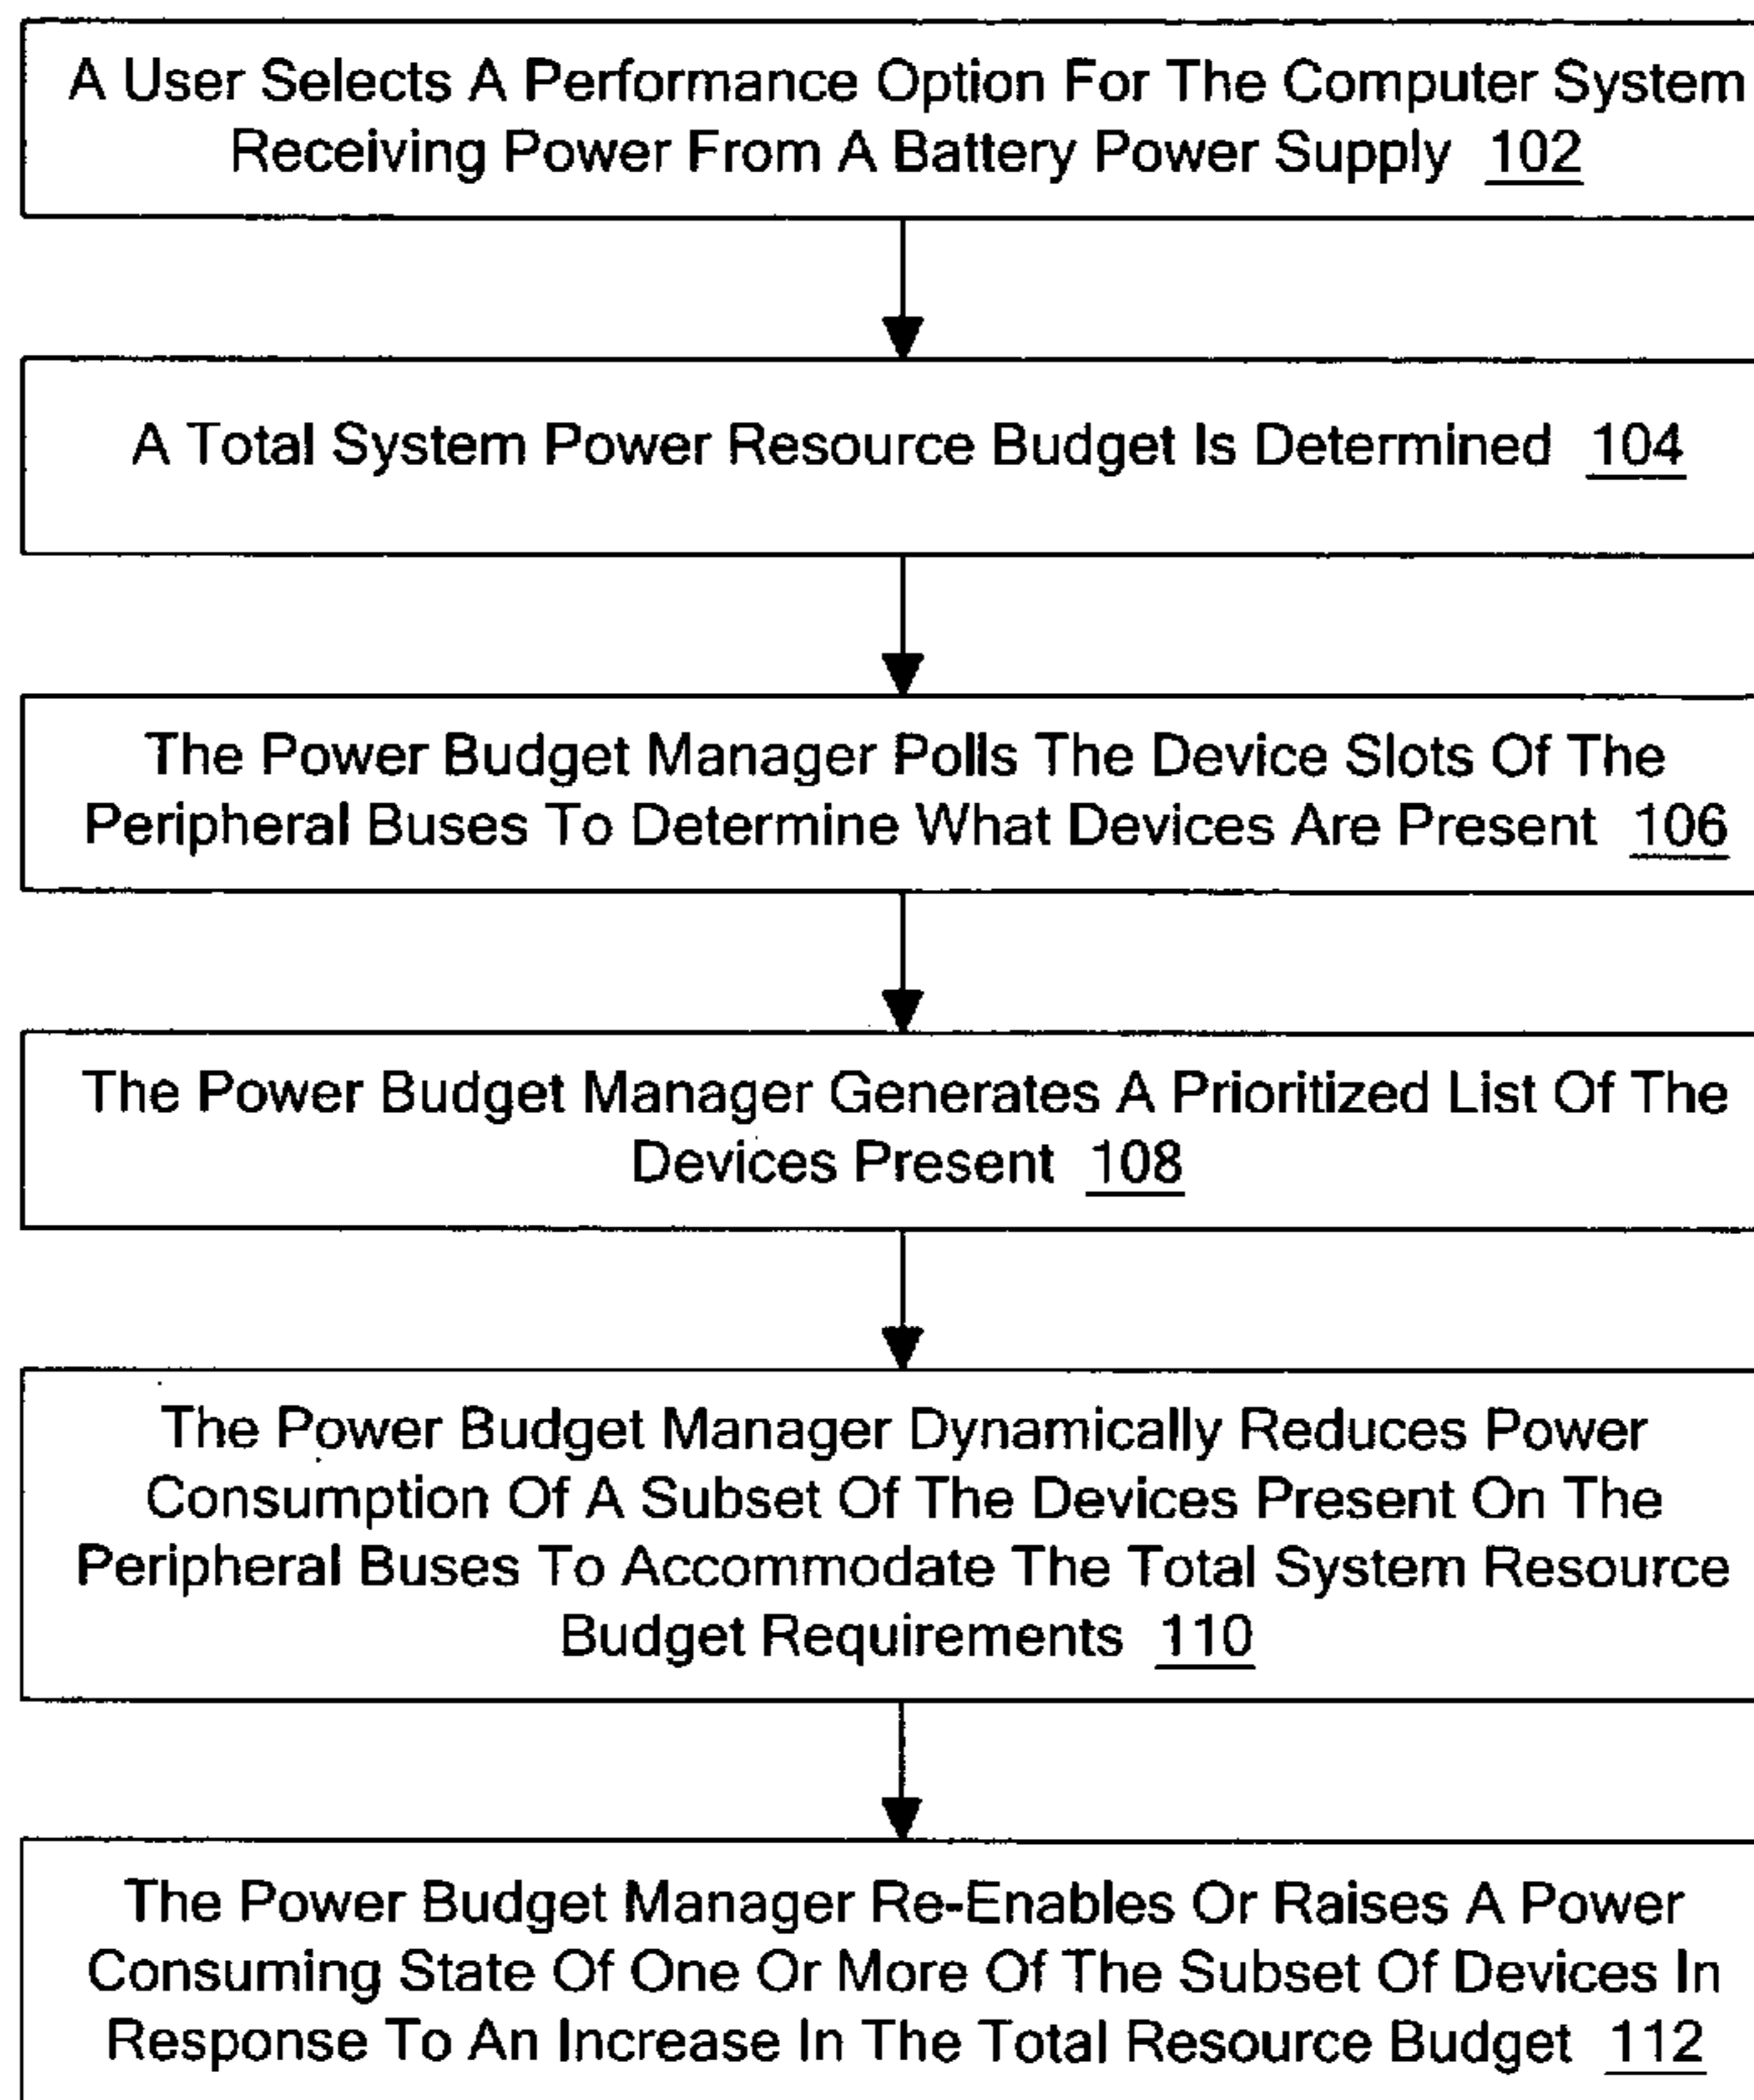 A User Selects A Performance Option For The Computer System
Receiving Power From A Battery Power Supply 102
A Total System Power Resource Budget Is Determined 104
The Power Budget Manager Polls The Device Slots Of The
Peripheral Buses To Determine What Devices Are Present 106
The Power Budget Manager Generates A Prioritized List Of The
Devices Present 108
The Power Budget Manager Dynamically Reduces Power
Consumption Of A Subset Of The Devices Present On The
Peripheral Buses To Accommodate The Total System Resource
Budget Requirements 110
The Power Budget Manager Re-Enables Or Raises A Power
Consuming State Of One Or More Of The Subset Of Devices In
Response To An Increase In The Total Resource Budget 112